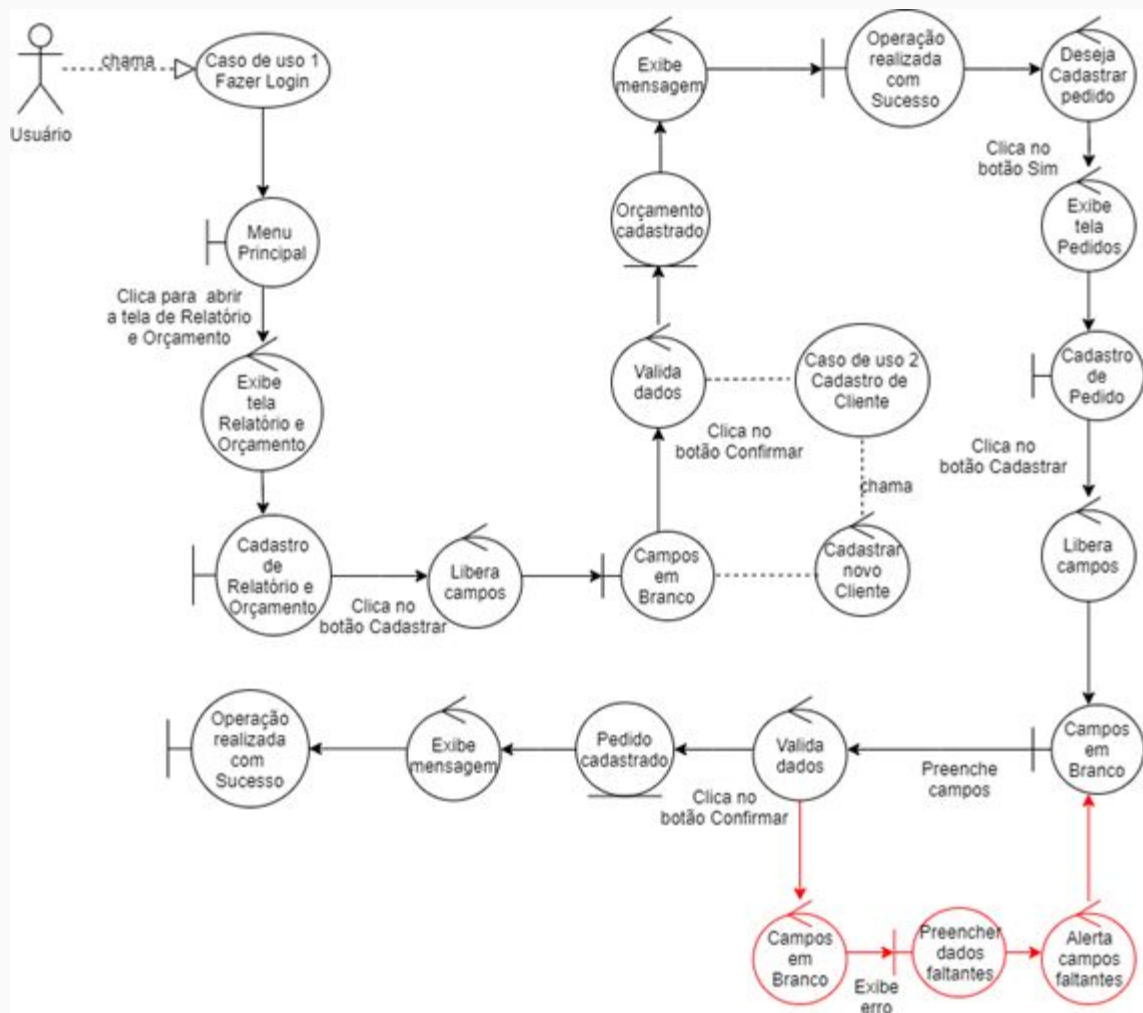 Usuário
chama
Caso de uso 1
Fazer Login
Menu
Principal
Clica para abrir
a tela de Relatório
e Orçamento
Exibe
tela
Relatório e
Orçamento
Cadastro
de
Relatório e
Orçamento
Clica no
botão Cadastrar
Libera
campos
Campos
em
Branco
Cadastrar
novo
Cliente
chama
Caso de uso 2
Cadastro de
Cliente
Clica no
botão Confirmar
Valida
dados
Orçamento
cadastrado
Exibe
mensagem
Operação
realizada
com
Sucesso
Deseja
Cadastrar
pedido
Clica no
botão Sim
Exibe
tela
Pedidos
Cadastro
de
Pedido
Clica no
botão Cadastrar
Libera
campos
Campos
em
Branco
Preenche
campos
Valida
dados
Clica no
botão Confirmar
Pedido
cadastrado
Exibe
mensagem
Operação
realizada
com
Sucesso
Campos
em
Branco
Exibe
erro
Preencher
dados
faltantes
Alerta
campos
faltantes